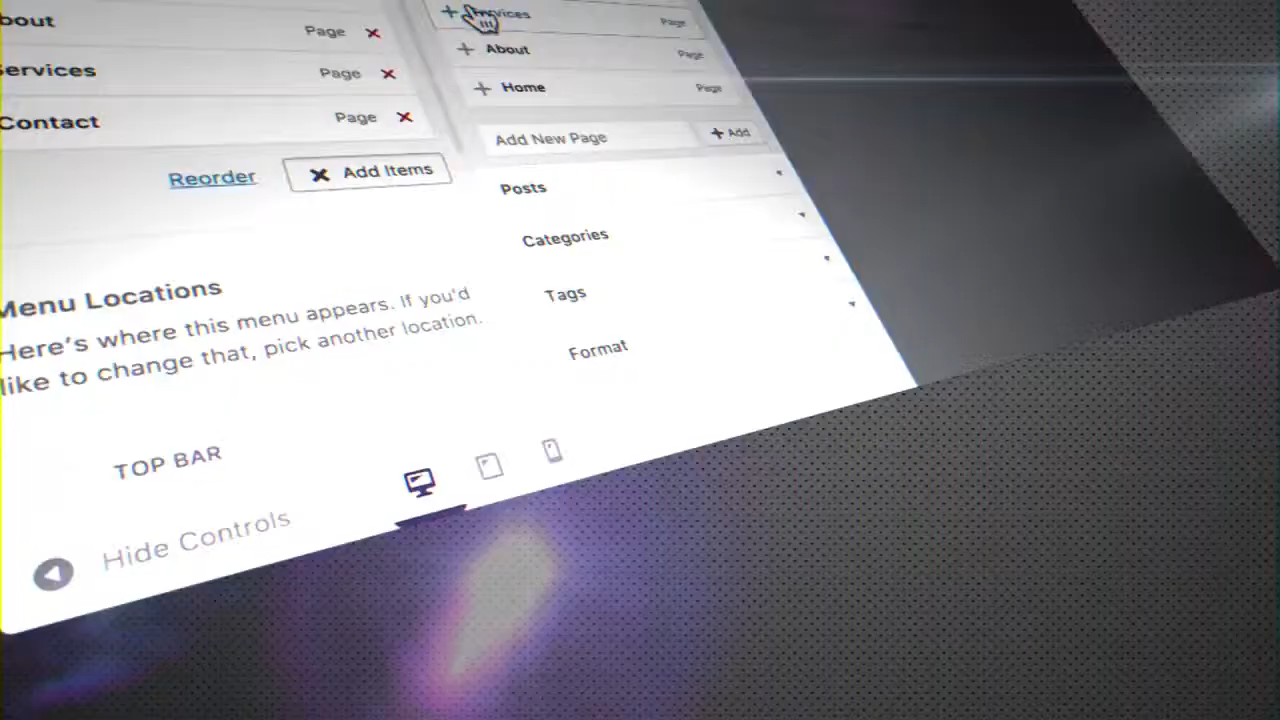 bout
Page
ervices
Page
Contact
Page
Reorder
Add Items
Menu Locations
Here's where this menu appears. If you'd
like to change that, pick another location.
TOP BAR
Hide Controls
Services
Page
About
Page
Home
Page
Add New Page
Add
Posts
Categories
Tags
Format